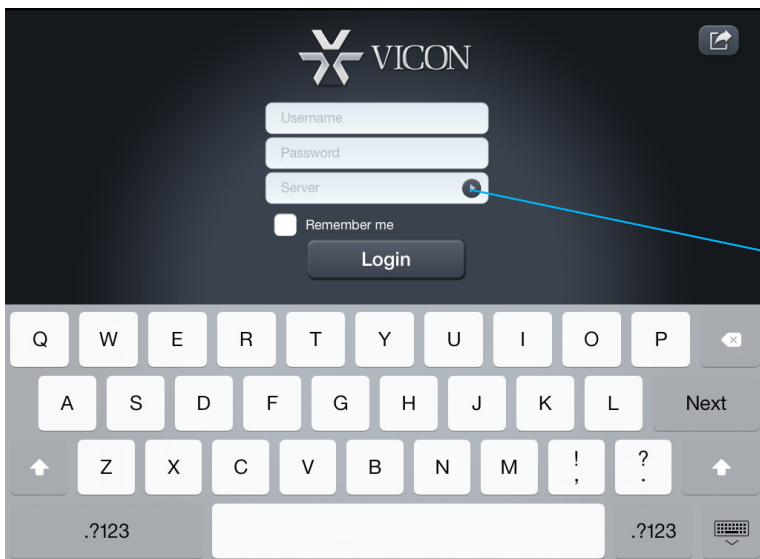 VICON
Username
Password
Server
Remember me
Login
Q W E R T Y U I O P
A S D F G H J K L Next
Z X C V B N M ! , ? .
.?123 .?123